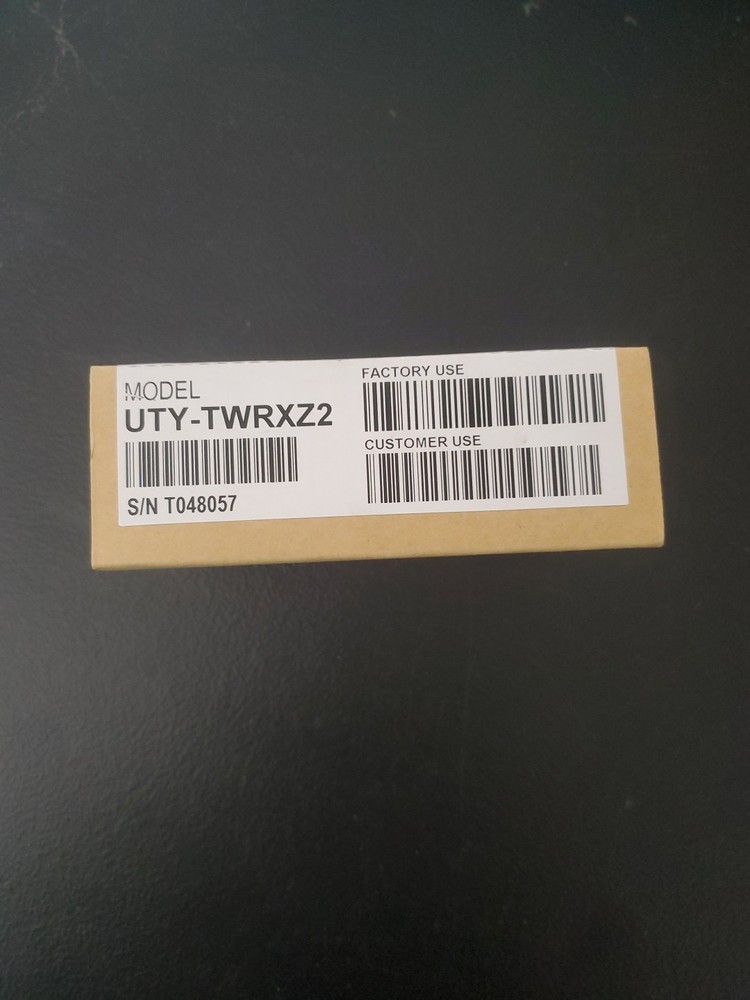 MODEL
UTY-TWRXZ2
S/N T048057
FACTORY USE
CUSTOMER USE